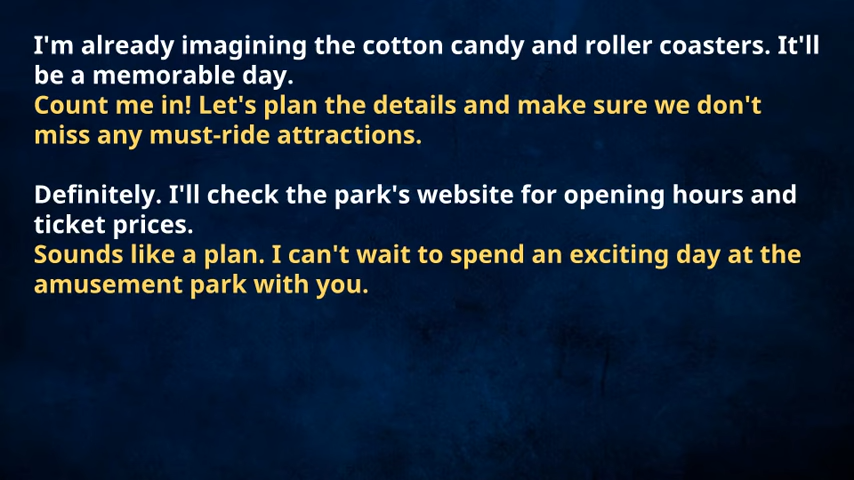 I'm already imagining the cotton candy and roller coasters. It'll
be a memorable day.
Count me in! Let's plan the details and make sure we don't
miss any must-ride attractions.
Definitely. I'll check the park's website for opening hours and
ticket prices.
Sounds like a plan. I can't wait to spend an exciting day at the
amusement park with you.